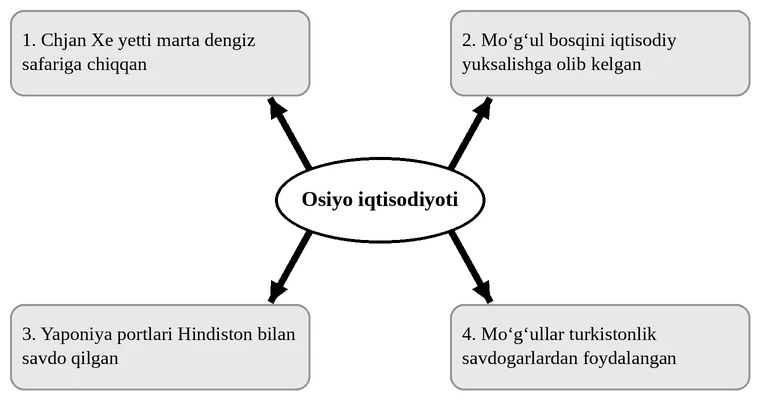 1. Chjan Xe yetti marta dengiz
safariga chiqqan
2. Mo‘g‘ul bosqini iqtisodiy
yuksalishga olib kelgan
Osiyo iqtisodiyoti
3. Yaponiya portlari Hindiston bilan
savdo qilgan
4. Mo‘g‘ullar turkistonlik
savdogarlardan foydalangan